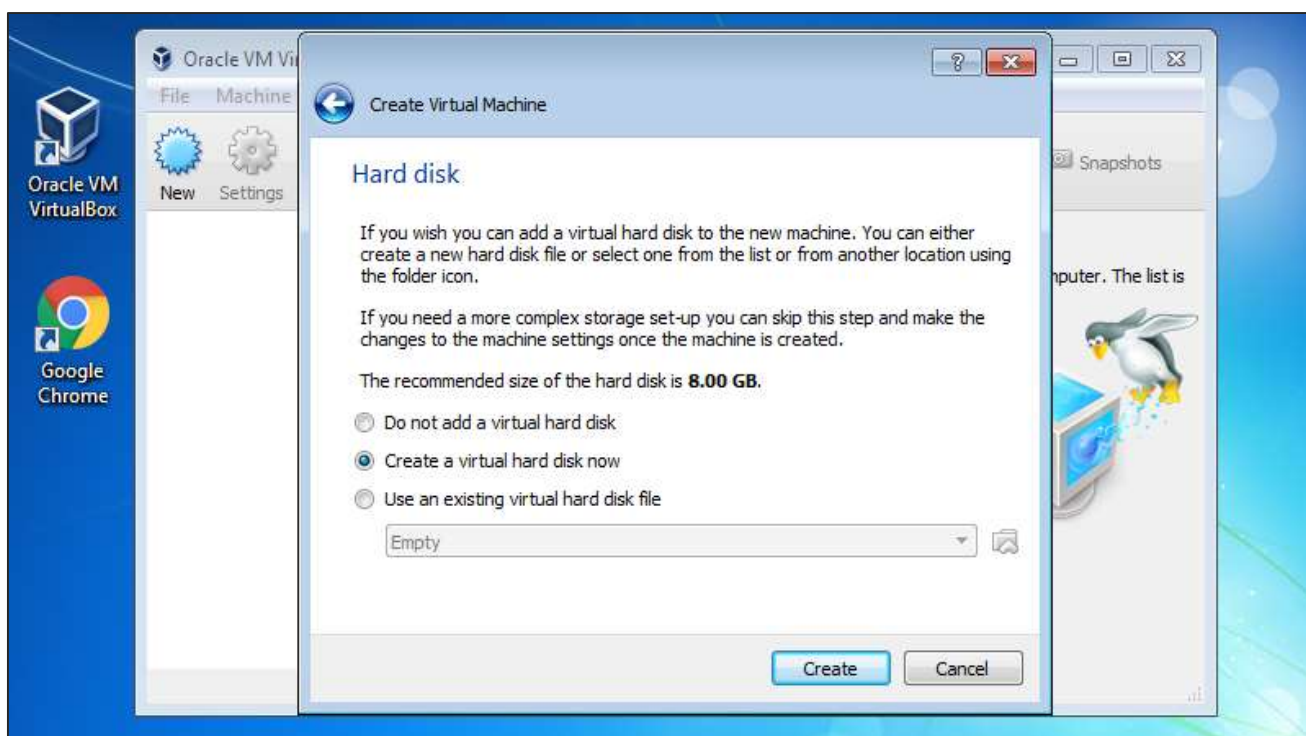 Oracle VM
VirtualBox
Google
Chrome
Oracle VM Vi
File Machine
New Settings
Create Virtual Machine
Hard disk
If you wish you can add a virtual hard disk to the new machine. You can either
create a new hard disk file or select one from the list or from another location using
the folder icon.
If you need a more complex storage set-up you can skip this step and make the
changes to the machine settings once the machine is created.
The recommended size of the hard disk is 8.00 GB.
Do not add a virtual hard disk
Create a virtual hard disk now
Use an existing virtual hard disk file
Empty
Create Cancel
Snapshots
puter. The list is